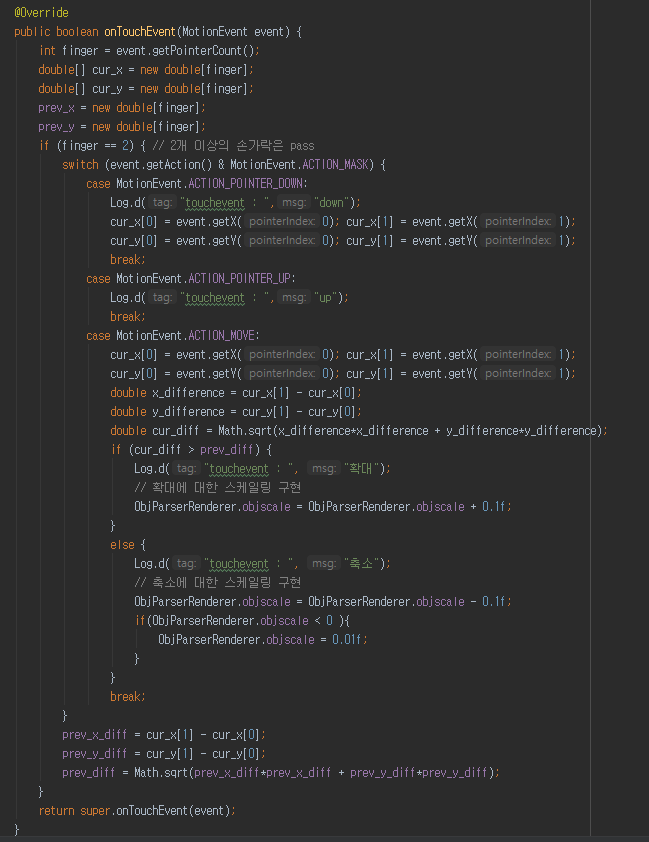 @Override
public boolean onTouchEvent(MotionEvent event) {
int finger = event.getPointerCount();
double[] cur_x = new double[finger];
double[] cur_y = new double[finger];
prev_x = new double[finger];
prev_y = new double[finger];
if (finger == 2) { // 2개 이상의 손가락은 pass
switch (event.getAction() & MotionEvent.ACTION_MASK) {
case MotionEvent.ACTION_POINTER_DOWN:
Log.d( tag: "touchevent : ", msg: "down");
cur_x[0] = event.getX( pointerIndex: 0); cur_x[1] = event.getX( pointerIndex: 1);
cur_y[0] = event.getY( pointerIndex: 0); cur_y[1] = event.getY( pointerIndex: 1);
break;
case MotionEvent.ACTION_POINTER_UP:
Log.d( tag: "touchevent : ", msg: "up");
break;
case MotionEvent.ACTION_MOVE:
cur_x[0] = event.getX( pointerIndex: 0); cur_x[1] = event.getX( pointerIndex: 1);
cur_y[0] = event.getY( pointerIndex: 0); cur_y[1] = event.getY( pointerIndex: 1);
double x_difference = cur_x[1] - cur_x[0];
double y_difference = cur_y[1] - cur_y[0];
double cur_diff = Math.sqrt(x_difference*x_difference + y_difference*y_difference);
if (cur_diff > prev_diff) {
Log.d( tag: "touchevent : ", msg: "확대");
// 확대에 대한 스케일링 구현
ObjParserRenderer.objscale = ObjParserRenderer.objscale + 0.1f;
}
else {
Log.d( tag: "touchevent : ", msg: "축소");
// 축소에 대한 스케일링 구현
ObjParserRenderer.objscale = ObjParserRenderer.objscale - 0.1f;
if(ObjParserRenderer.objscale < 0 ){
ObjParserRenderer.objscale = 0.01f;
}
}
break;
}
prev_x_diff = cur_x[1] - cur_x[0];
prev_y_diff = cur_y[1] - cur_y[0];
prev_diff = Math.sqrt(prev_x_diff*prev_x_diff + prev_y_diff*prev_y_diff);
}
return super.onTouchEvent(event);
}